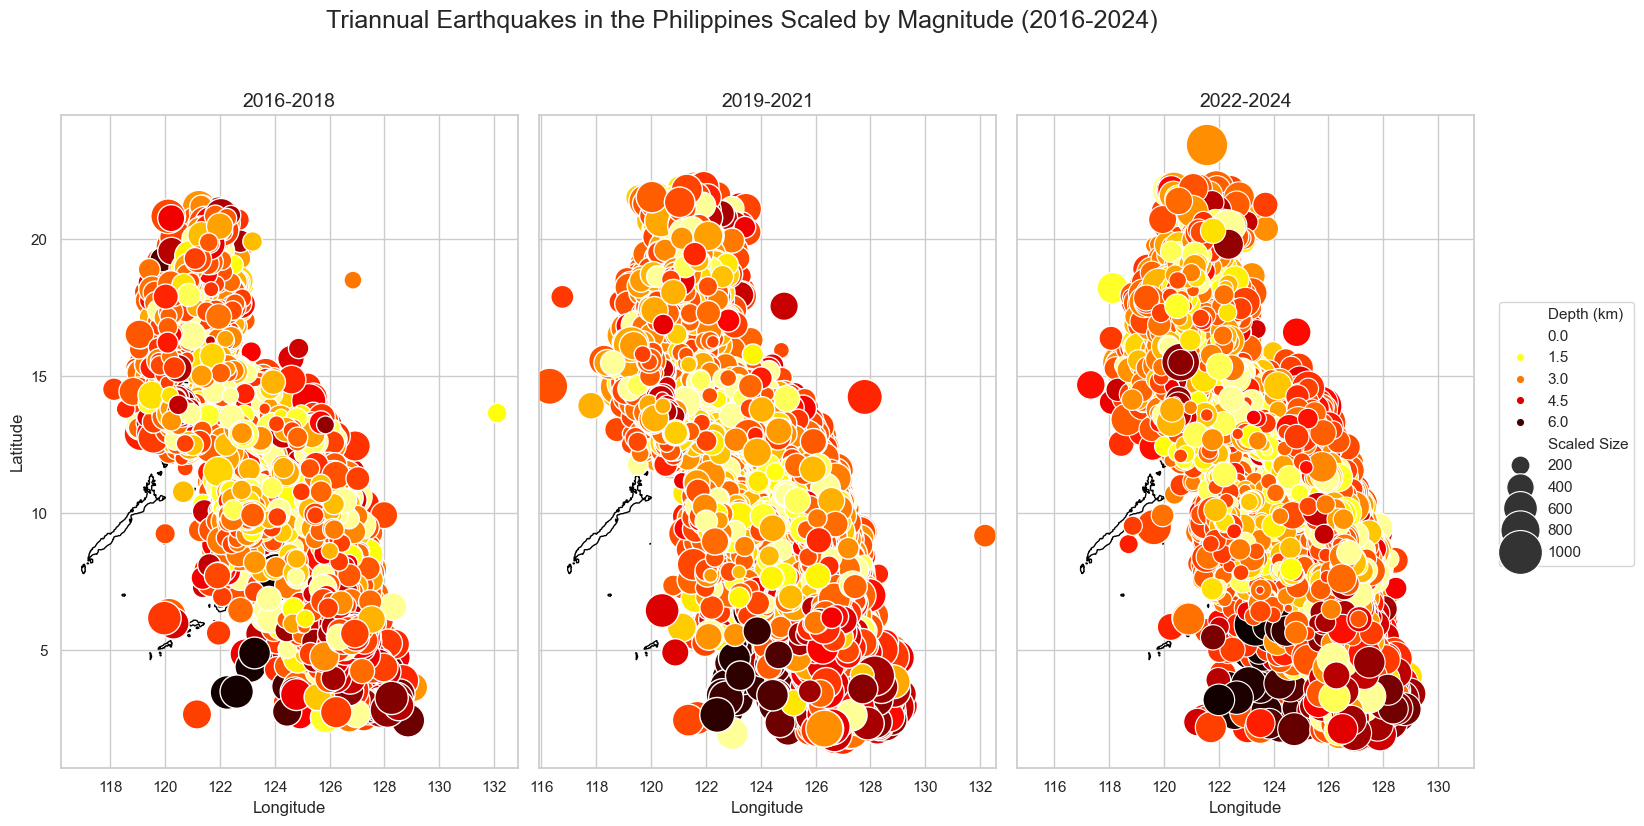 Triannual Earthquakes in the Philippines Scaled by Magnitude (2016-2024)
2016-2018
2019-2021
2022-2024
Latitude
20
15
10
5
118 120 122 124 126 128 130 132
116 118 120 122 124 126 128 130 132
116 118 120 122 124 126 128 130
Longitude
Longitude
Longitude
Depth (km)
0.0
1.5
3.0
4.5
6.0
Scaled Size
200
400
600
800
1000